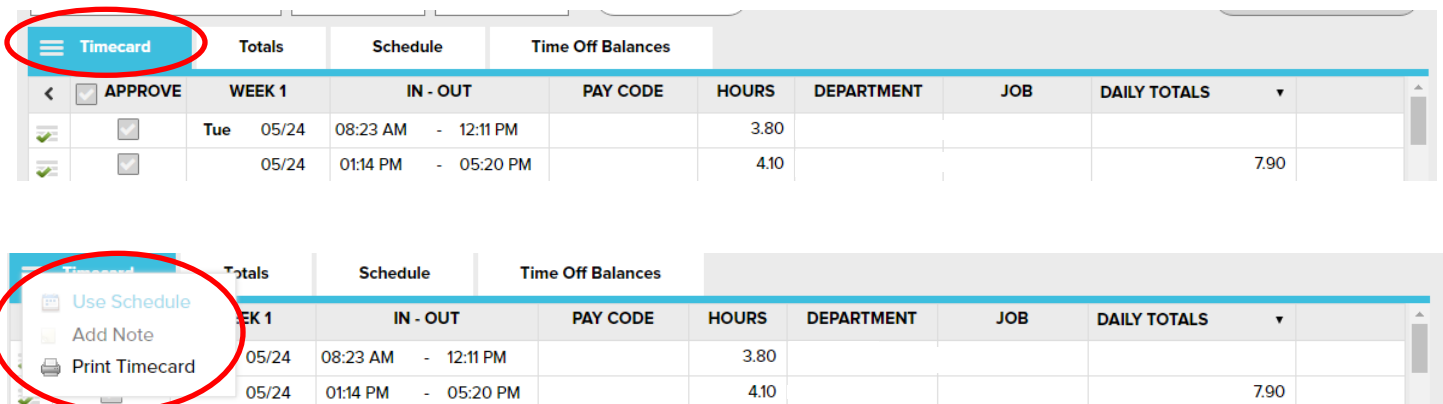 Timecard Totals Schedule Time Off Balances
APPROVE WEEK 1 IN - OUT PAY CODE HOURS DEPARTMENT JOB DAILY TOTALS
Tue 05/24 08:23 AM - 12:11 PM 3.80
05/24 01:14 PM - 05:20 PM 4.10 7.90
Timecard Totals Schedule Time Off Balances
Use Schedule
EK 1 IN - OUT PAY CODE HOURS DEPARTMENT JOB DAILY TOTALS
Add Note
05/24 08:23 AM - 12:11 PM 3.80
Print Timecard
05/24 01:14 PM - 05:20 PM 4.10 7.90